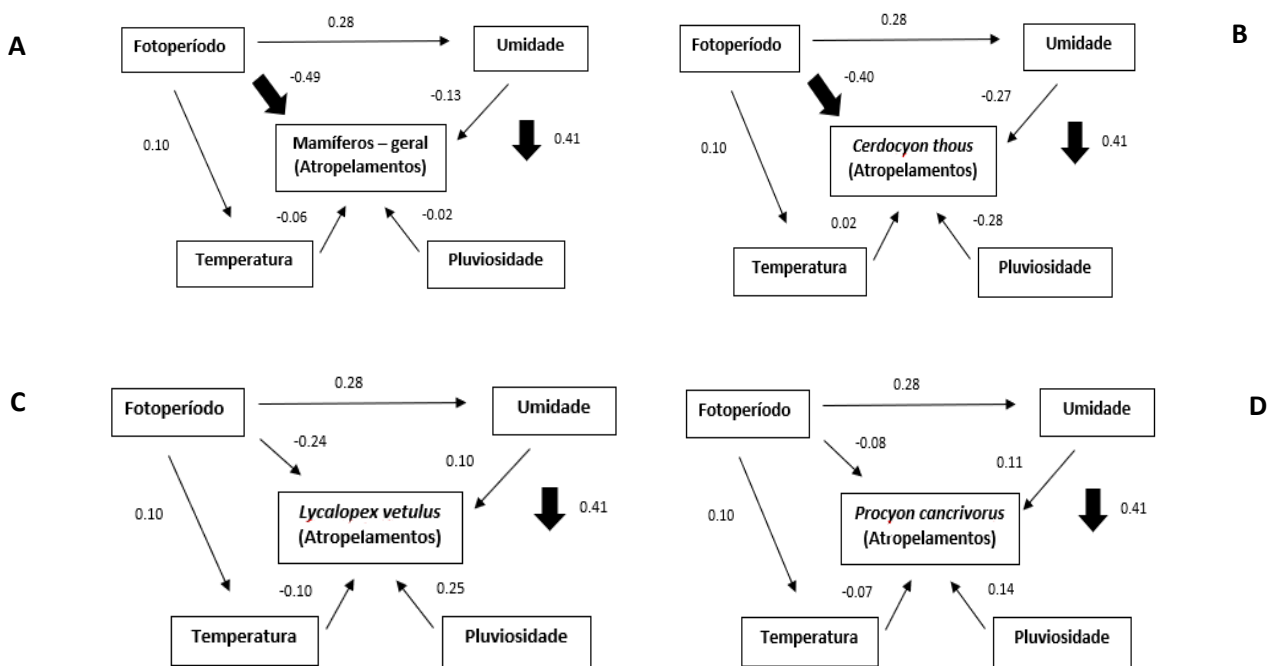 A
Fotoperíodo
0.28
Umidade
-0.49
-0.13
0.10
Mamíferos – geral
(Atropelamentos)
0.41
-0.06
-0.02
Temperatura
Pluviosidade
B
Fotoperíodo
0.28
Umidade
-0.40
-0.27
0.10
Cerdocyon thous
(Atropelamentos)
0.41
0.02
-0.28
Temperatura
Pluviosidade
C
Fotoperíodo
0.28
Umidade
-0.24
0.10
0.10
Lycalopex vetulus
(Atropelamentos)
0.41
-0.10
0.25
Temperatura
Pluviosidade
D
Fotoperíodo
0.28
Umidade
-0.08
0.11
0.10
Procyon cancrivorus
(Atropelamentos)
0.41
-0.07
0.14
Temperatura
Pluviosidade